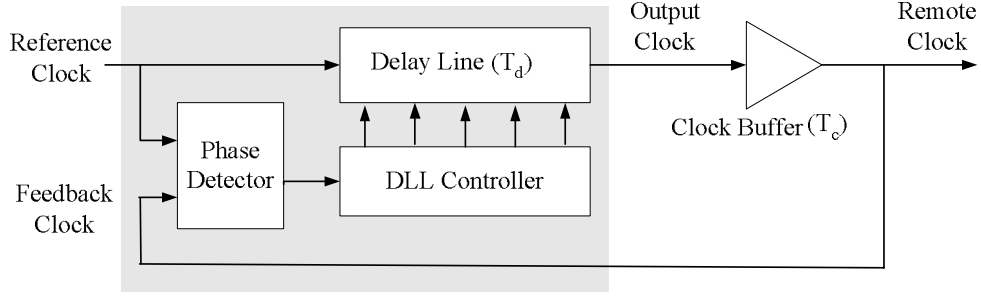 Reference
Clock
Delay Line (Td)
Output
Clock
Remote
Clock
Clock Buffer (Tc)
Phase
Detector
DLL Controller
Feedback
Clock